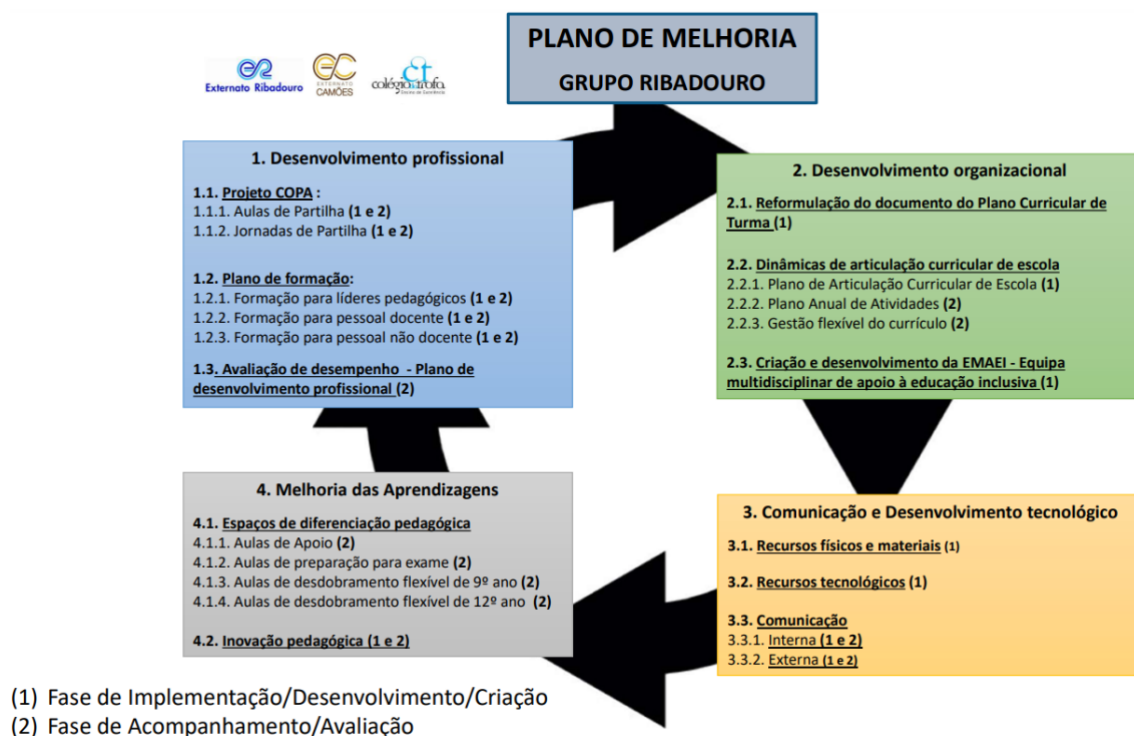 PLANO DE MELHORIA
GRUPO RIBADOURO
Externato Ribadouro
EXTERNATO
CAMÕES
colégio da trofa
1. Desenvolvimento profissional
1.1. Projeto COPA :
1.1.1. Aulas de Partilha (1 e 2)
1.1.2. Jornadas de Partilha (1 e 2)
1.2. Plano de formação:
1.2.1. Formação para líderes pedagógicos (1 e 2)
1.2.2. Formação para pessoal docente (1 e 2)
1.2.3. Formação para pessoal não docente (1 e 2)
1.3. Avaliação de desempenho - Plano de
desenvolvimento profissional (2)
2. Desenvolvimento organizacional
2.1. Reformulação do documento do Plano Curricular de
Turma (1)
2.2. Dinâmicas de articulação curricular de escola
2.2.1. Plano de Articulação Curricular de Escola (1)
2.2.2. Plano Anual de Atividades (2)
2.2.3. Gestão flexível do currículo (2)
2.3. Criação e desenvolvimento da EMAEI - Equipa
multidisciplinar de apoio à educação inclusiva (1)
3. Comunicação e Desenvolvimento tecnológico
3.1. Recursos físicos e materiais (1)
3.2. Recursos tecnológicos (1)
3.3. Comunicação
3.3.1. Interna (1 e 2)
3.3.2. Externa (1 e 2)
4. Melhoria das Aprendizagens
4.1. Espaços de diferenciação pedagógica
4.1.1. Aulas de Apoio (2)
4.1.2. Aulas de preparação para exame (2)
4.1.3. Aulas de desdobramento flexível de 9º ano (2)
4.1.4. Aulas de desdobramento flexível de 12º ano (2)
4.2. Inovação pedagógica (1 e 2)
(1) Fase de Implementação/Desenvolvimento/Criação
(2) Fase de Acompanhamento/Avaliação